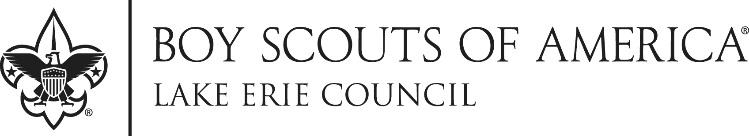 BOY SCOUTS OF AMERICA®
LAKE ERIE COUNCIL
®